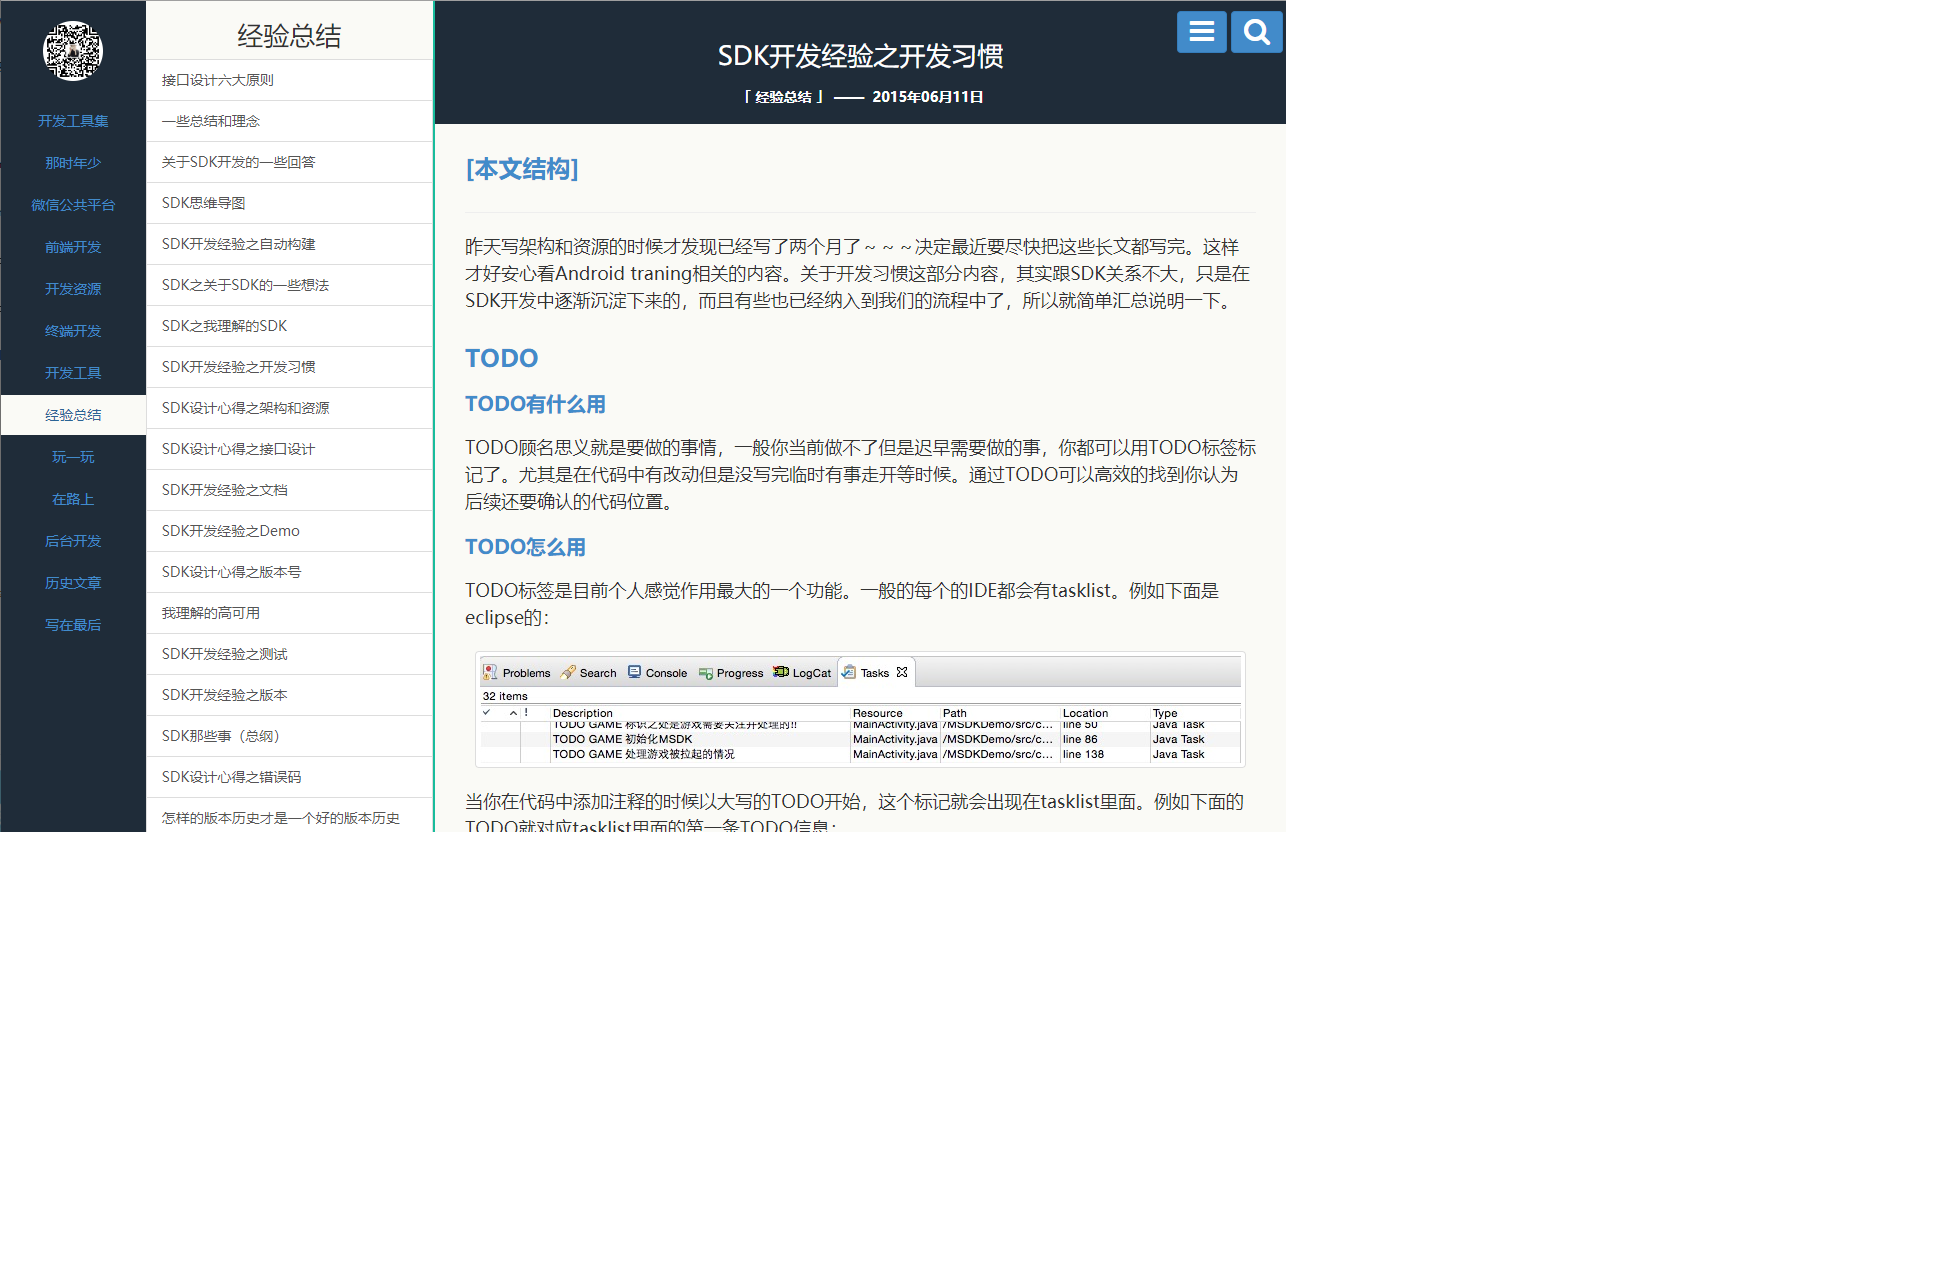 开发工具集
那时年少
微信公共平台
前端开发
开发资源
终端开发
开发工具
经验总结
玩一玩
在路上
后台开发
历史文章
写在最后
经验总结
接口设计六大原则
一些总结和理念
关于SDK开发的一些回答
SDK思维导图
SDK开发经验之自动构建
SDK之关于SDK的一些想法
SDK之我理解的SDK
SDK开发经验之开发习惯
SDK设计心得之架构和资源
SDK设计心得之接口设计
SDK开发经验之文档
SDK开发经验之Demo
SDK设计心得之版本号
我理解的高可用
SDK开发经验之测试
SDK开发经验之版本
SDK那些事（总纲）
SDK设计心得之错误码
怎样的版本历史才是一个好的版本历史
SDK开发经验之开发习惯
「 经验总结 」 —— 2015年06月11日
[本文结构]
昨天写架构和资源的时候才发现已经写了两个月了～～～决定最近要尽快把这些长文都写完。这样
才好安心看Android traning相关的内容。关于开发习惯这部分内容，其实跟SDK关系不大，只是在
SDK开发中逐渐沉淀下来的，而且有些也已经纳入到我们的流程中了，所以就简单汇总说明一下。
TODO
TODO有什么用
TODO顾名思义就是要做的事情，一般你当前做不了但是迟早需要做的事，你都可以用TODO标签标
记了。尤其是在代码中有改动但是没写完临时有事走开等时候。通过TODO可以高效的找到你认为
后续还要确认的代码位置。
TODO怎么用
TODO标签是目前个人感觉作用最大的一个功能。一般的每个的IDE都会有tasklist。例如下面是
eclipse的：
Problems Search Console Progress LogCat Tasks
32 items
! Description Resource Path Location Type
TODO GAME 标识之处是游戏需要关注并处理的!! MainActivity.java /MSDKDemo/src/c... line 50 Java Task
TODO GAME 初始化MSDK MainActivity.java /MSDKDemo/src/c... line 86 Java Task
TODO GAME 处理游戏被拉起的情况 MainActivity.java /MSDKDemo/src/c... line 138 Java Task
当你在代码中添加注释的时候以大写的TODO开始，这个标记就会出现在tasklist里面。例如下面的
TODO就对应tasklist里面的第一条TODO信息：